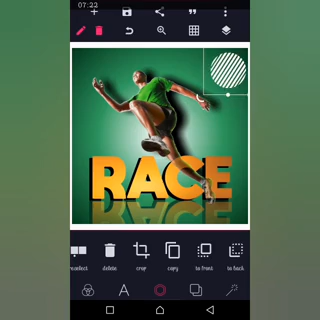 07:22
RACE
reselect
delete
crop
copy
to front
to back